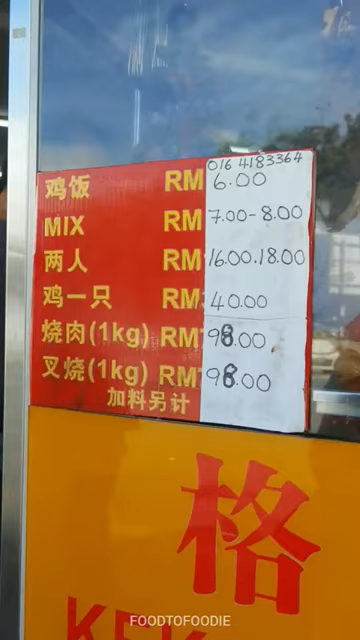 016 4183364
鸡饭 RM 6.00
MIX RM 7.00-8.00
两人 RM 16.00.18.00
鸡一只 RM 40.00
烧肉(1kg) RM 98.00
叉烧(1kg) RM 98.00
加料另计
格
FOODTOFOODIE